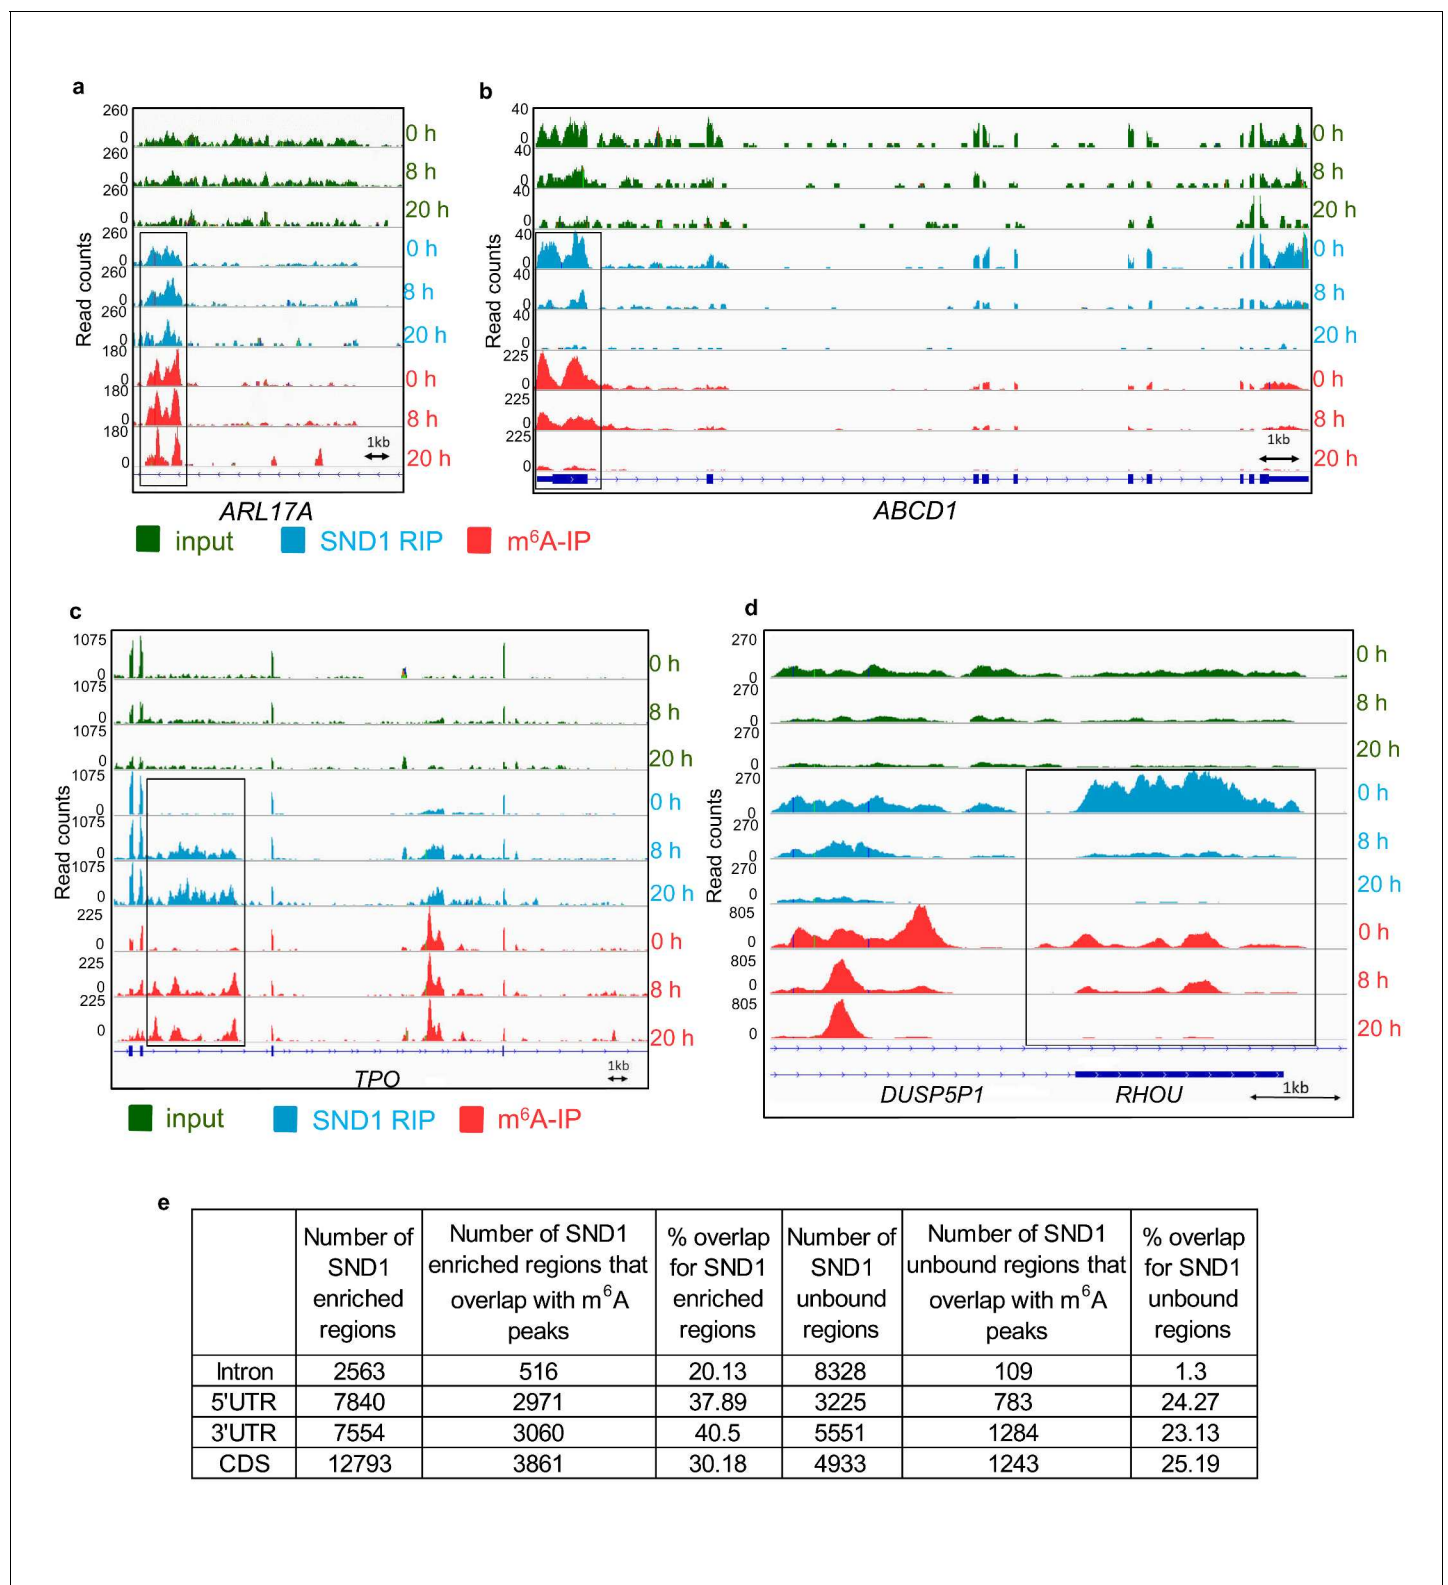 a
260
0
260
0
260
0
260
0
260
0
260
0
180
0
180
0
180
0
Read counts
0 h
8 h
20 h
0 h
8 h
20 h
0 h
8 h
20 h
1kb
ARL17A
b
40
0
40
0
40
0
40
0
40
0
40
0
225
0
225
0
225
0
Read counts
0 h
8 h
20 h
0 h
8 h
20 h
0 h
8 h
20 h
1kb
ABCD1
input SND1 RIP m⁶A-IP
c
1075
0
1075
0
1075
0
1075
0
1075
0
1075
0
225
0
225
0
225
0
Read counts
0 h
8 h
20 h
0 h
8 h
20 h
0 h
8 h
20 h
TPO
1kb
d
270
0
270
0
270
0
270
0
270
0
270
0
805
0
805
0
805
0
Read counts
0 h
8 h
20 h
0 h
8 h
20 h
0 h
8 h
20 h
DUSP5P1 RHOU 1kb
input SND1 RIP m⁶A-IP
e
Number of SND1 enriched regions
Number of SND1 enriched regions that overlap with m⁶A peaks
% overlap for SND1 enriched regions
Number of SND1 unbound regions
Number of SND1 unbound regions that overlap with m⁶A peaks
% overlap for SND1 unbound regions
Intron 2563 516 20.13 8328 109 1.3
5'UTR 7840 2971 37.89 3225 783 24.27
3'UTR 7554 3060 40.5 5551 1284 23.13
CDS 12793 3861 30.18 4933 1243 25.19